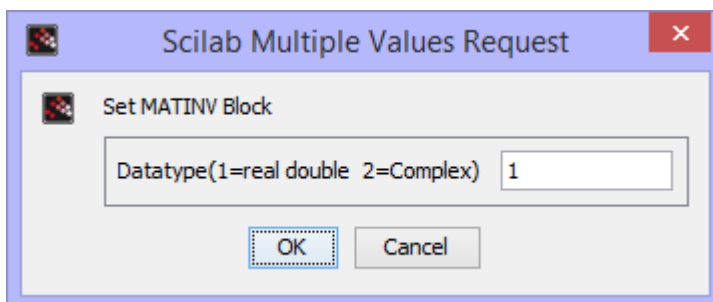 Scilab Multiple Values Request
Set MATINV Block
Datatype(1=real double 2=Complex) 1
OK Cancel